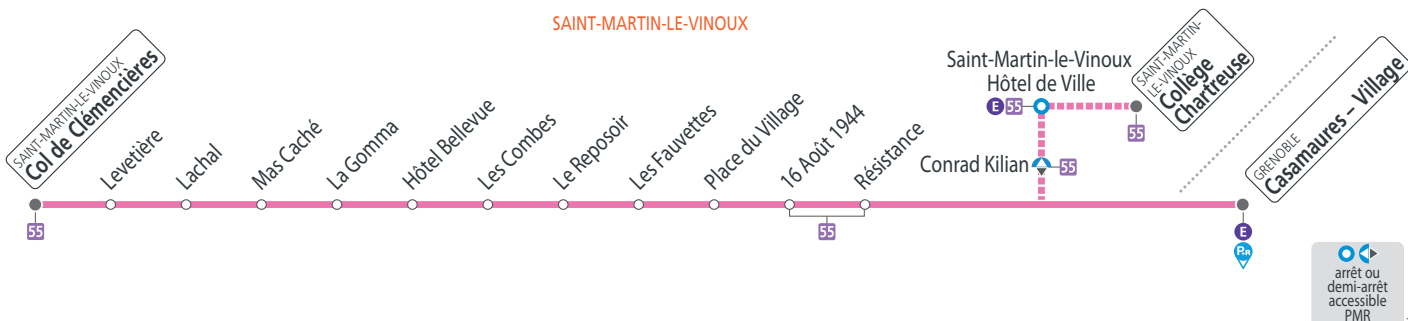 SAINT-MARTIN-LE-VINOUX
SAINT-MARTIN-LE-VINOUX
Col de Clémencières
55
Levetière
Lachal
Mas Caché
La Gomma
Hôtel Bellevue
Les Combes
Le Reposoir
Les Fauvettes
Place du Village
16 Août 1944
Résistance
55
Saint-Martin-le-Vinoux
Hôtel de Ville
E 55
SAINT-MARTIN-
LE-VINOUX
Collège
Chartreuse
55
Conrad Kilian
55
GRENOBLE
Casamaures – Village
E
P+R
arrêt ou
demi-arrêt
accessible
PMR